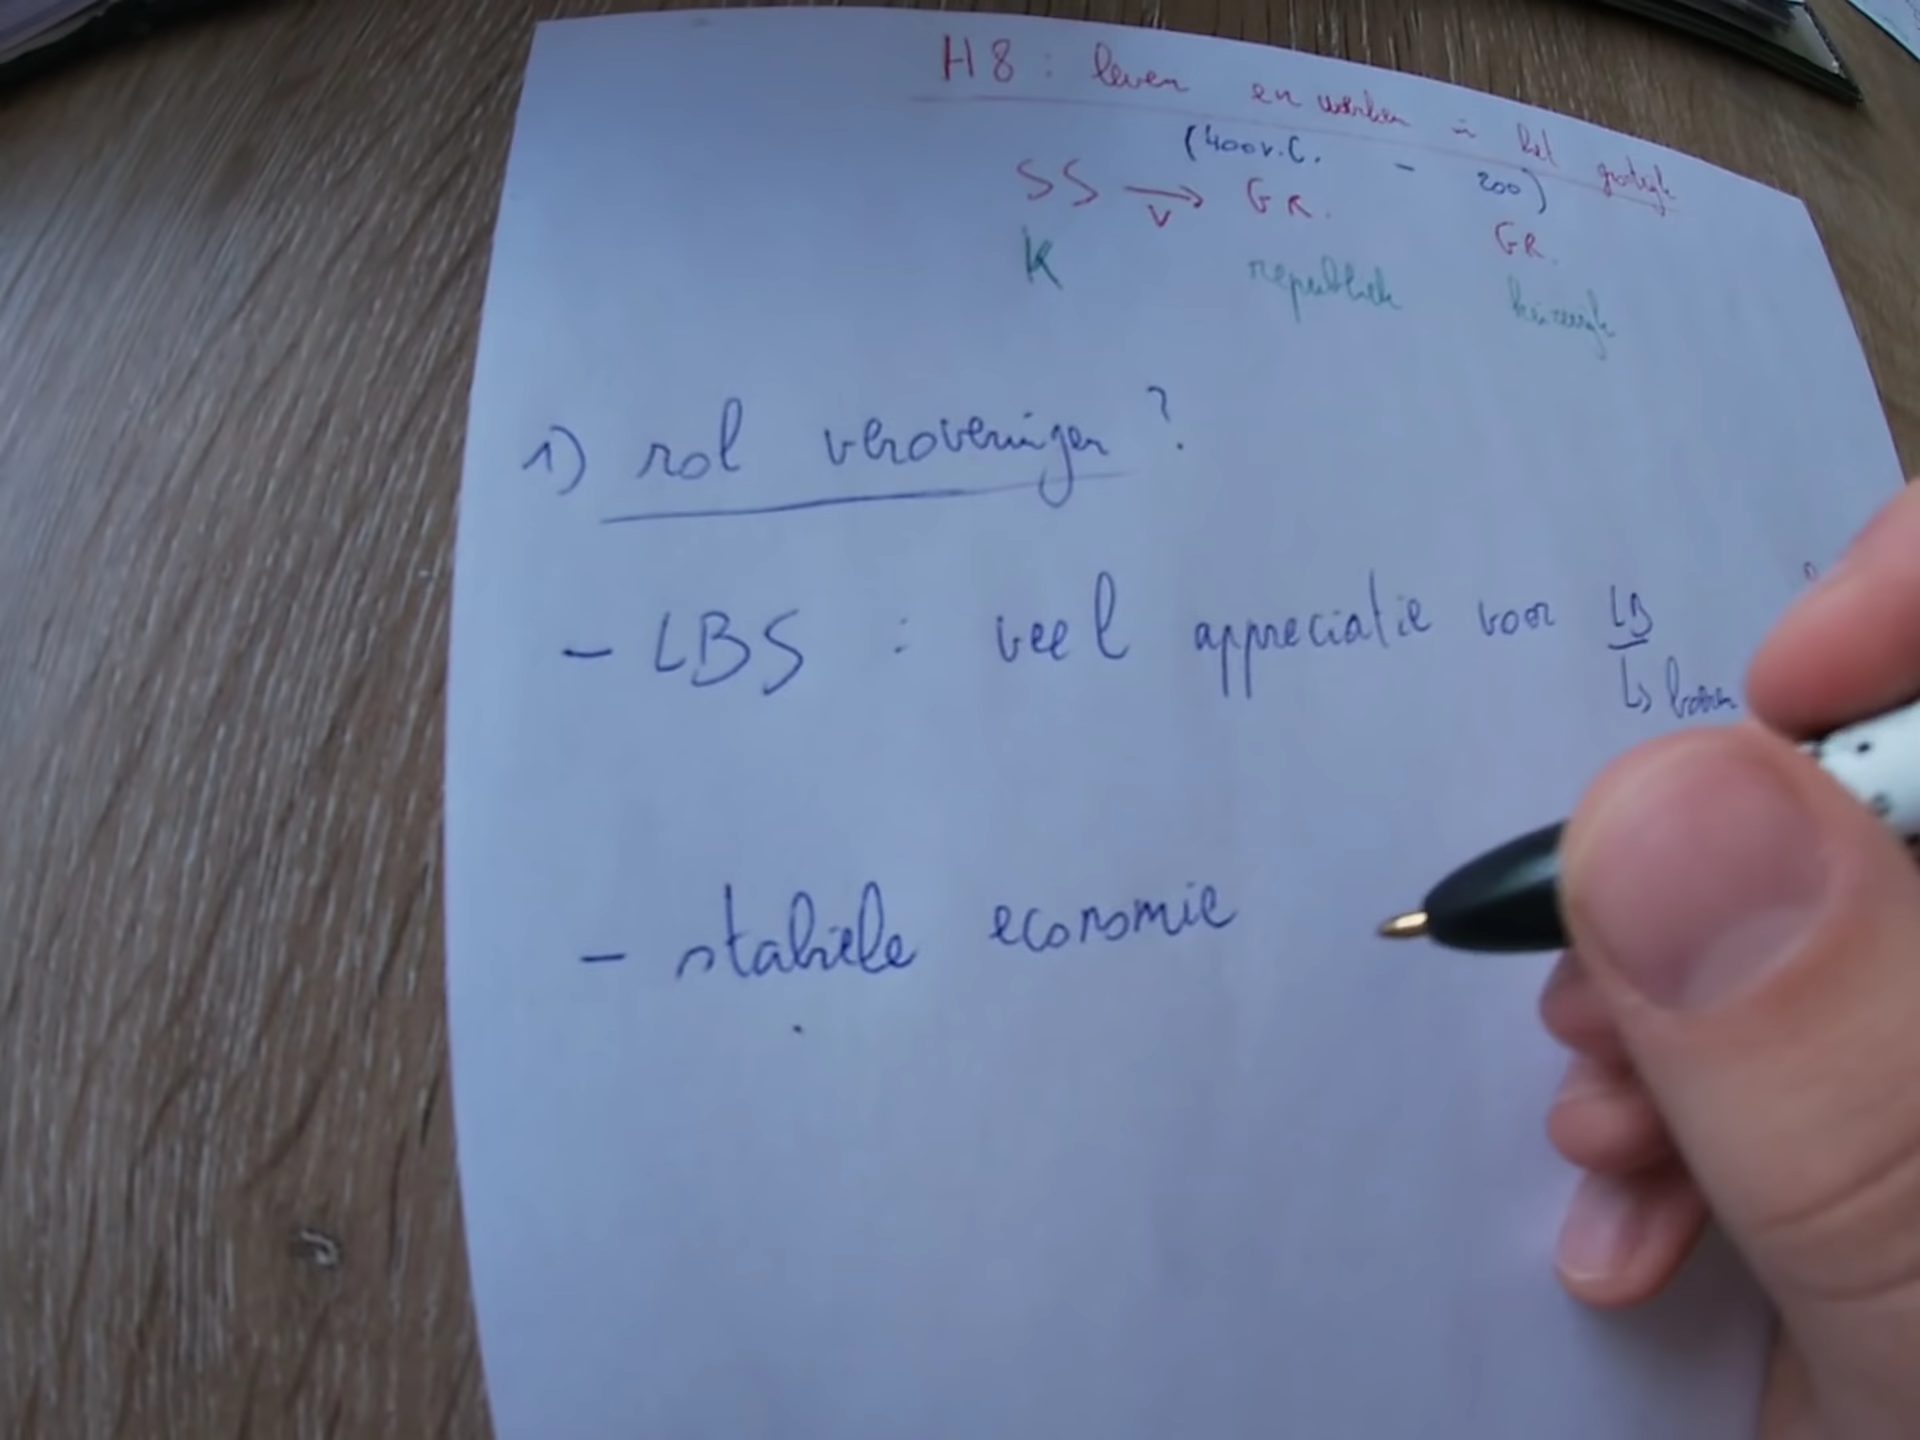 H8: leven en werken in het grootrijk
(400 v.C. - 200)
SS → GR. GR.
V
K republiek keizerrijk
1) rol veroveringen?
- LBS : veel appreciatie voor LB
↳ boeren
- stabiele economie